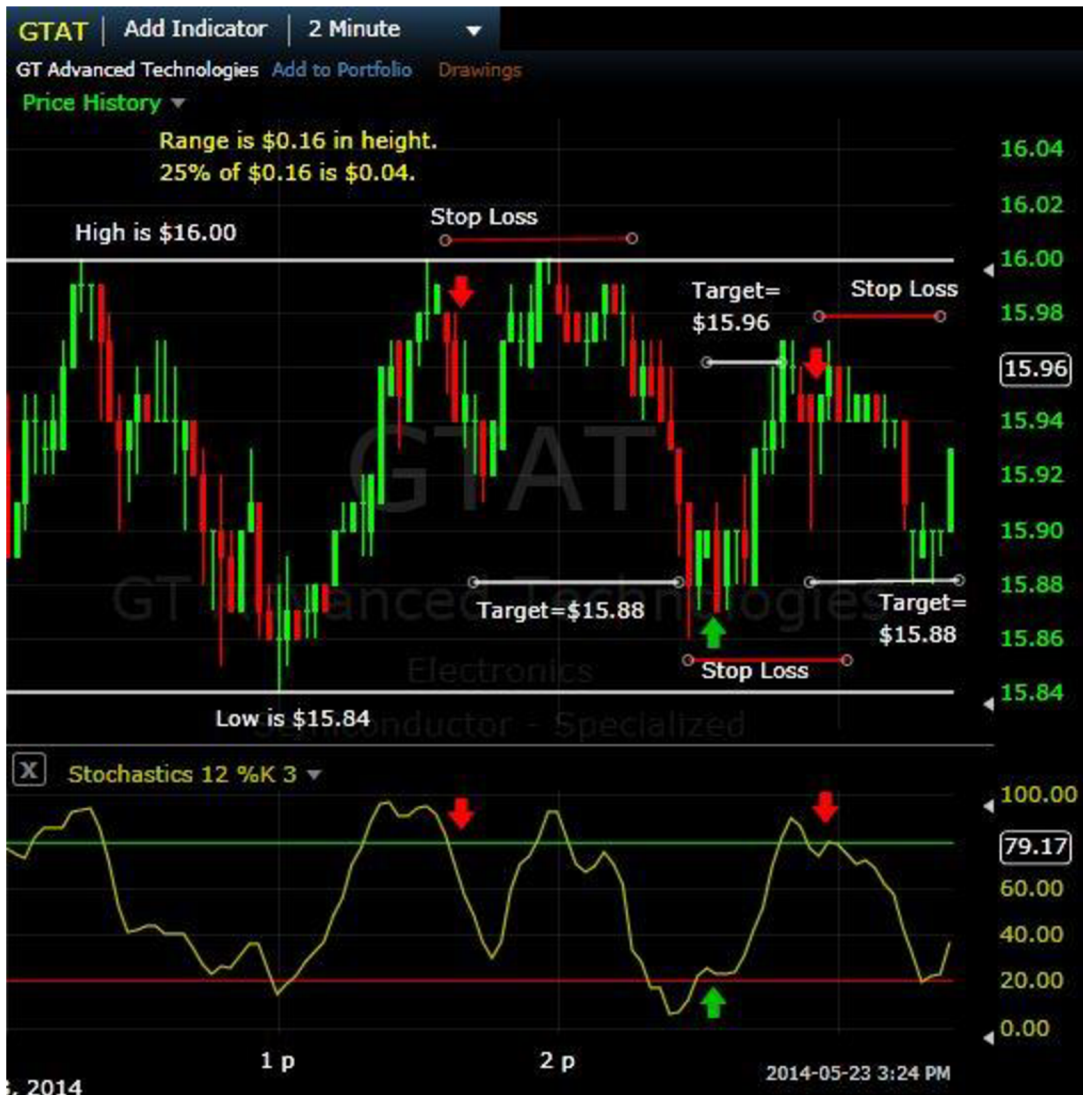 GTAT | Add Indicator | 2 Minute
GT Advanced Technologies Add to Portfolio Drawings
Price History
Range is $0.16 in height.
25% of $0.16 is $0.04.
High is $16.00
Stop Loss
Target=
$15.96
Stop Loss
16.04
16.02
16.00
15.98
15.96
15.94
15.92
15.90
15.88
15.86
15.84
GTAT
GT Advanced Technologies
Electronics
Semiconductor - Specialized
Target=$15.88
Target=
$15.88
Stop Loss
Low is $15.84
X Stochastics 12 %K 3
100.00
79.17
60.00
40.00
20.00
0.00
1 p
2 p
2014-05-23 3:24 PM
, 2014